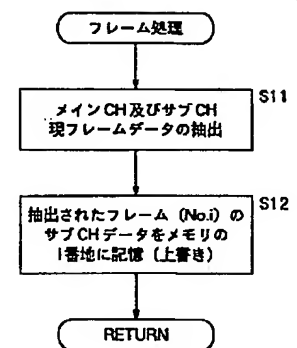 フレーム処理
S11
メインCH及びサブCH
現フレームデータの抽出
S12
抽出されたフレーム (No.i) の
サブCHデータをメモリの
i番地に記憶 (上書き)
RETURN